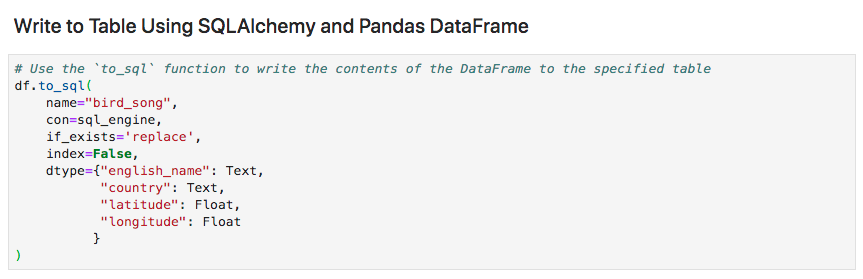 Write to Table Using SQLAlchemy and Pandas DataFrame
# Use the `to_sql` function to write the contents of the DataFrame to the specified table
df.to_sql(
    name="bird_song",
    con=sql_engine,
    if_exists='replace',
    index=False,
    dtype={"english_name": Text,
           "country": Text,
           "latitude": Float,
           "longitude": Float
          }
)